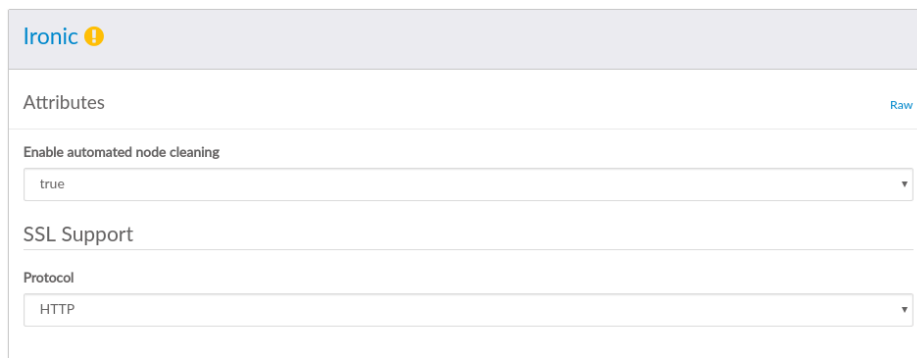 Ironic
Attributes
Raw
Enable automated node cleaning
true
SSL Support
Protocol
HTTP